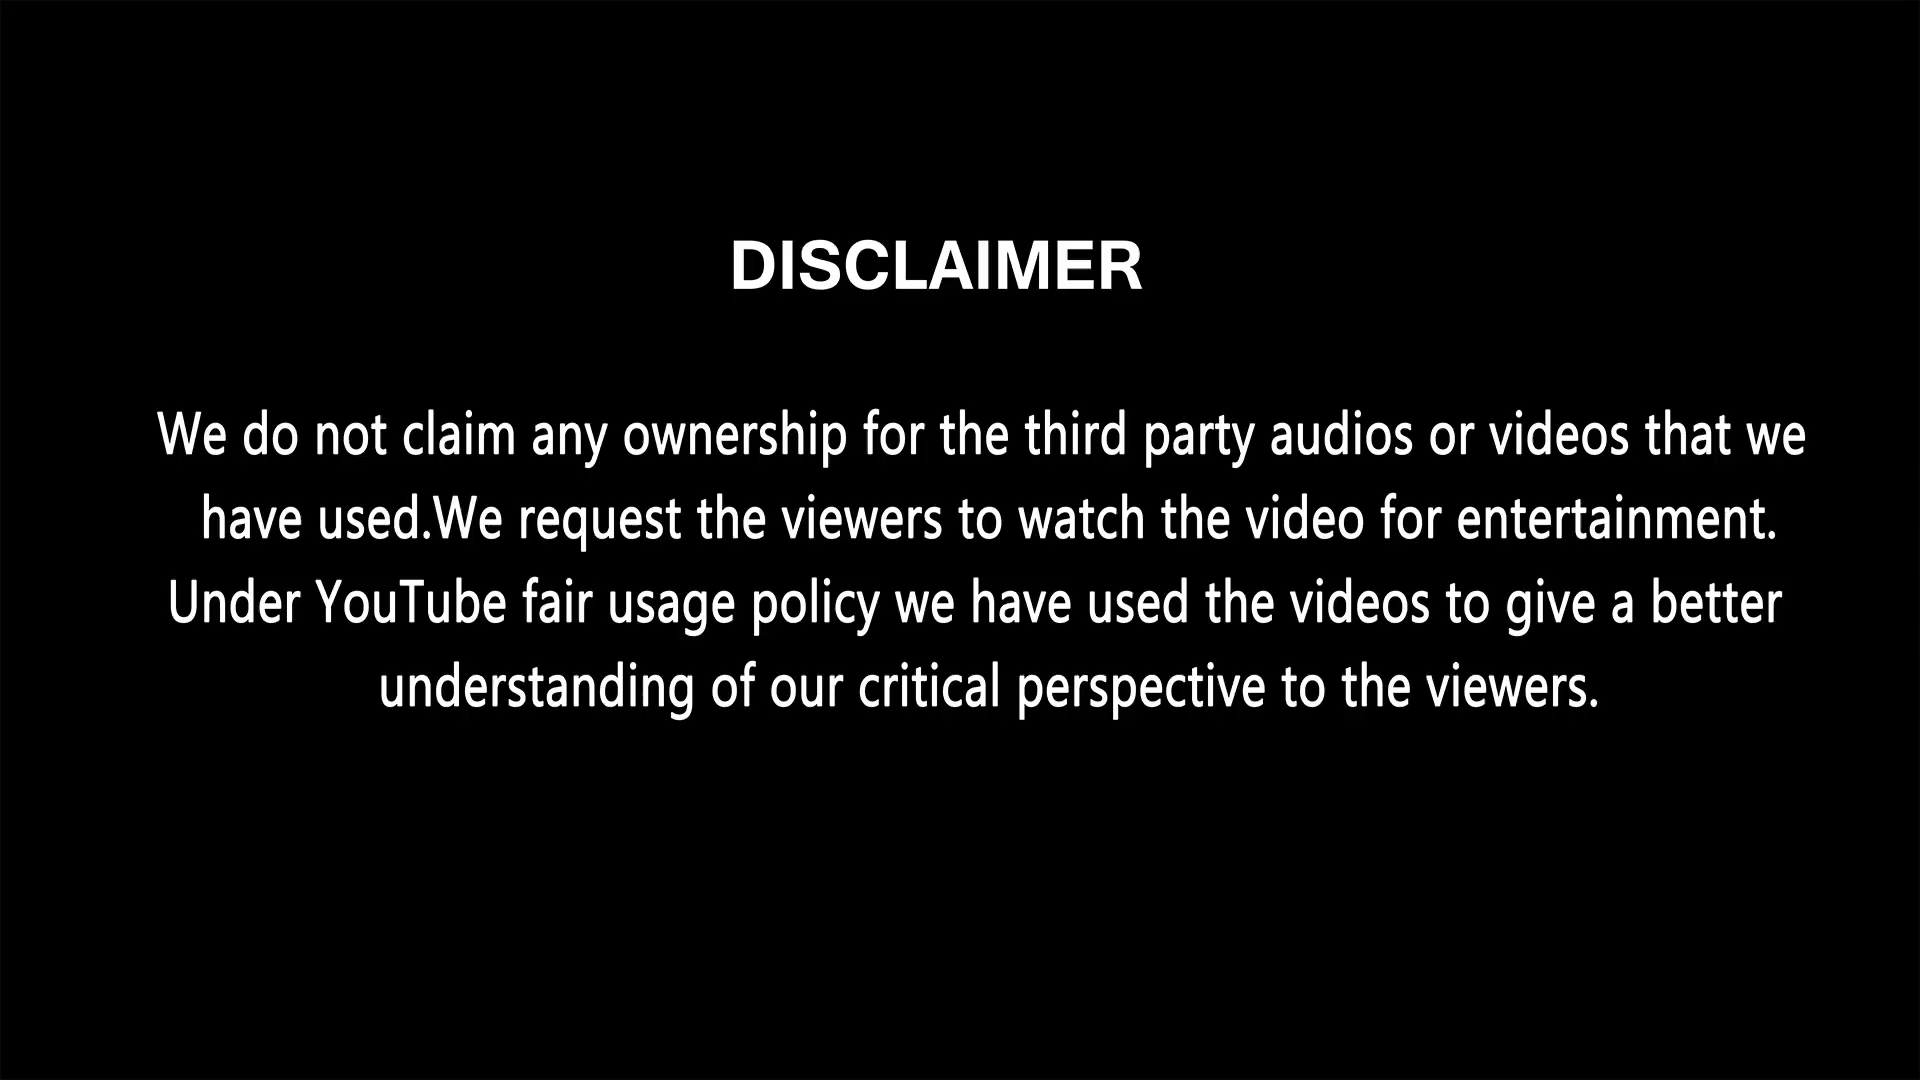 DISCLAIMER
We do not claim any ownership for the third party audios or videos that we
have used.We request the viewers to watch the video for entertainment.
Under YouTube fair usage policy we have used the videos to give a better
understanding of our critical perspective to the viewers.